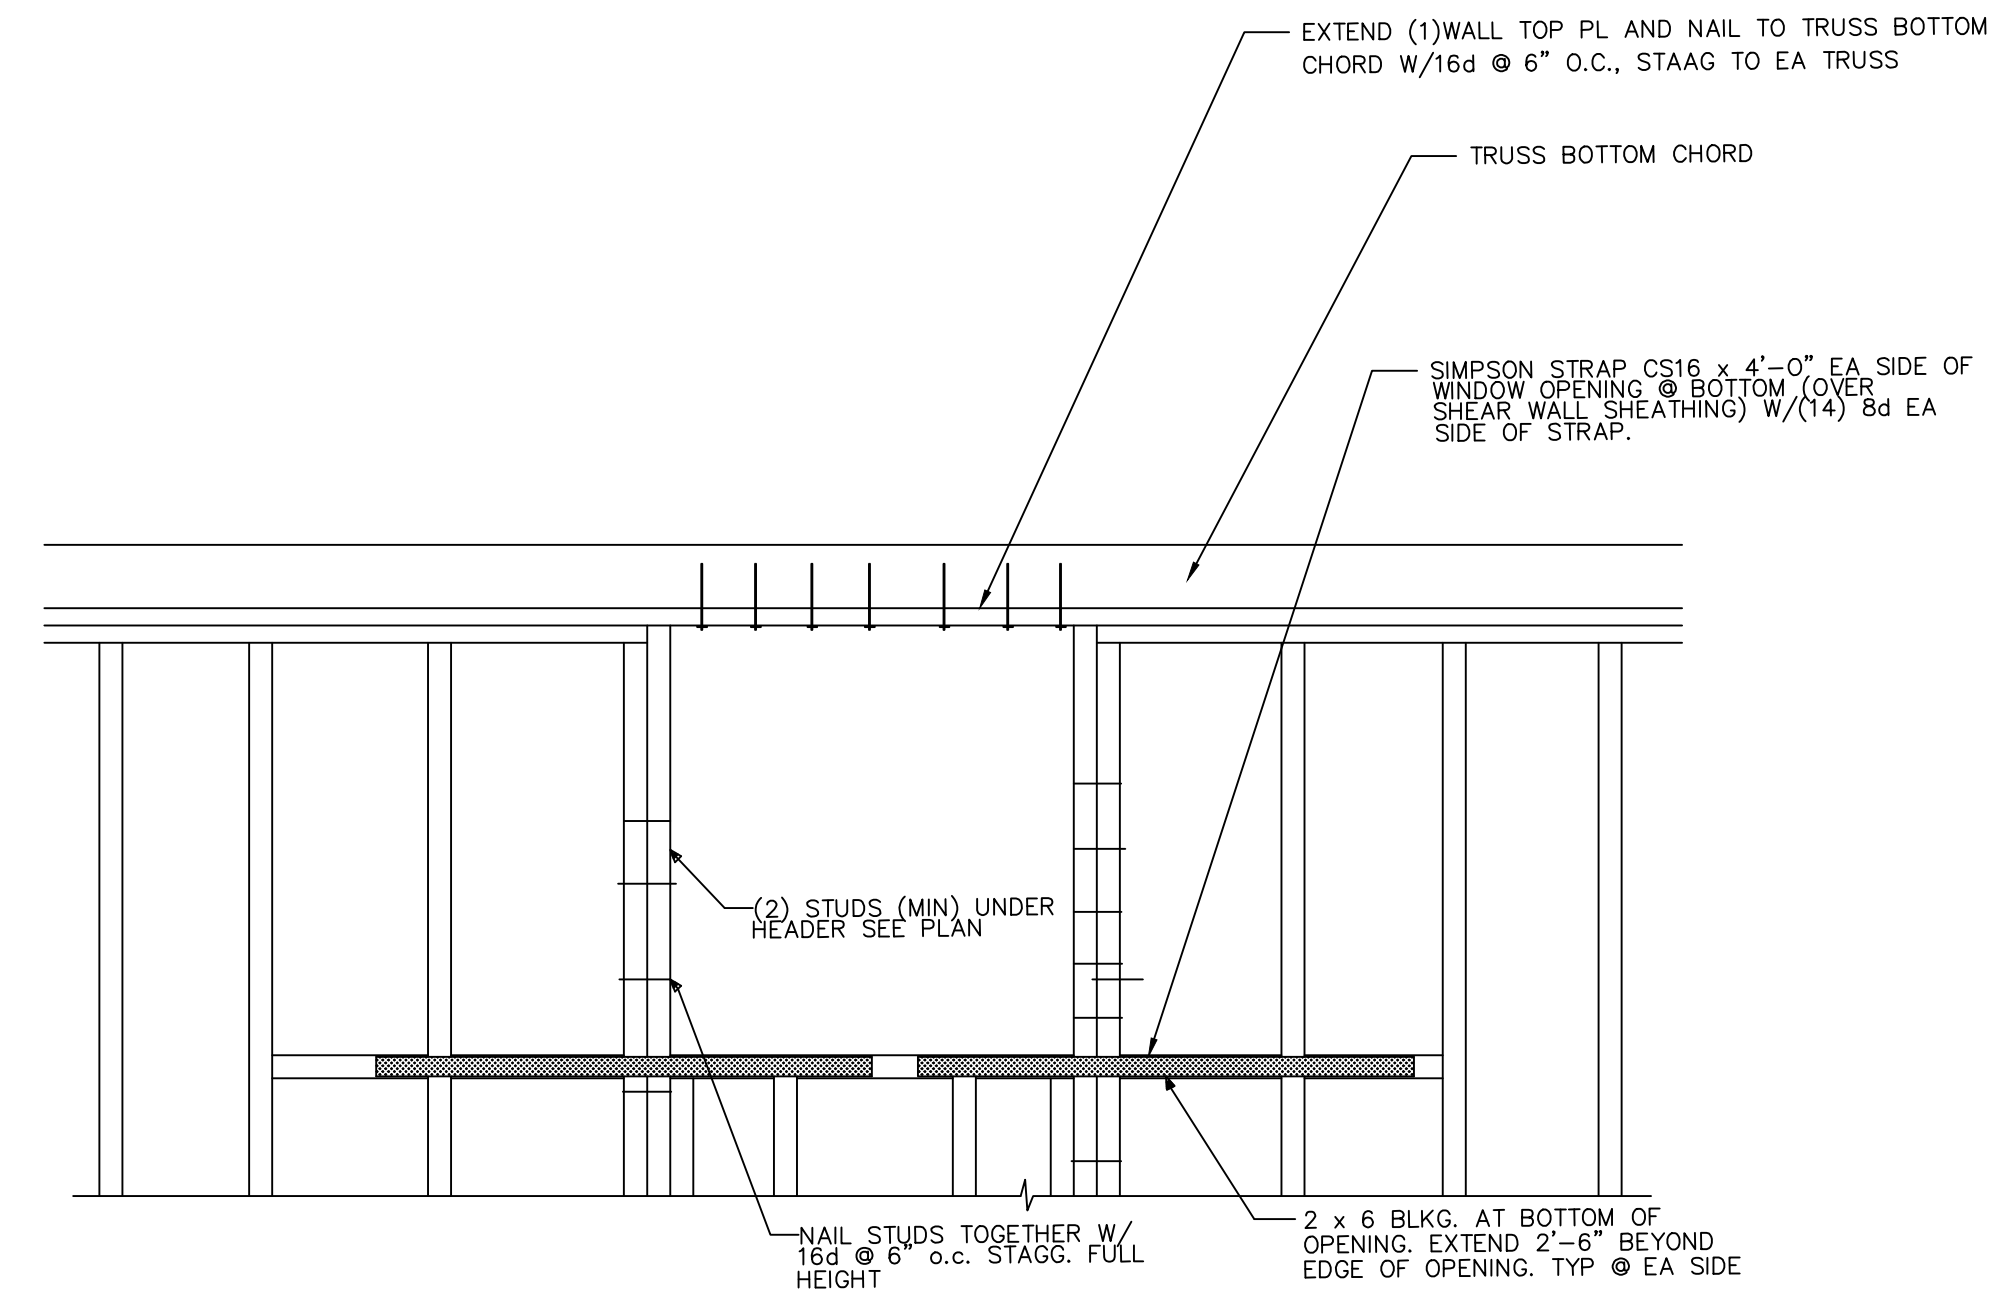 EXTEND (1)WALL TOP PL AND NAIL TO TRUSS BOTTOM
CHORD W/16d @ 6" O.C., STAAG TO EA TRUSS
TRUSS BOTTOM CHORD
SIMPSON STRAP CS16 x 4'-0" EA SIDE OF
WINDOW OPENING @ BOTTOM (OVER
SHEAR WALL SHEATHING) W/(14) 8d EA
SIDE OF STRAP.
(2) STUDS (MIN) UNDER
HEADER SEE PLAN
NAIL STUDS TOGETHER W/
16d @ 6" o.c. STAGG. FULL
HEIGHT
2 x 6 BLKG. AT BOTTOM OF
OPENING. EXTEND 2'-6" BEYOND
EDGE OF OPENING. TYP @ EA SIDE